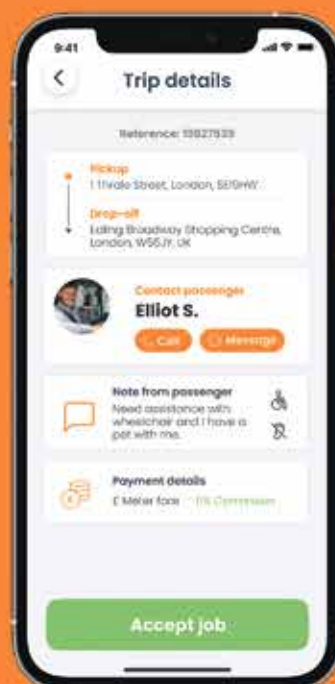 9:41
Trip details
Reference:
Pickup
1 Thrale Street, London, SE19HW
Drop-off
Ealing Broadway Shopping Centre,
London, W55JY, UK
Contact passenger
Elliot S.
Call
Message
Note from passenger
Need assistance with
wheelchair and I have a
pet with me.
Payment details
£ Meter fare 0% Commission
Accept job